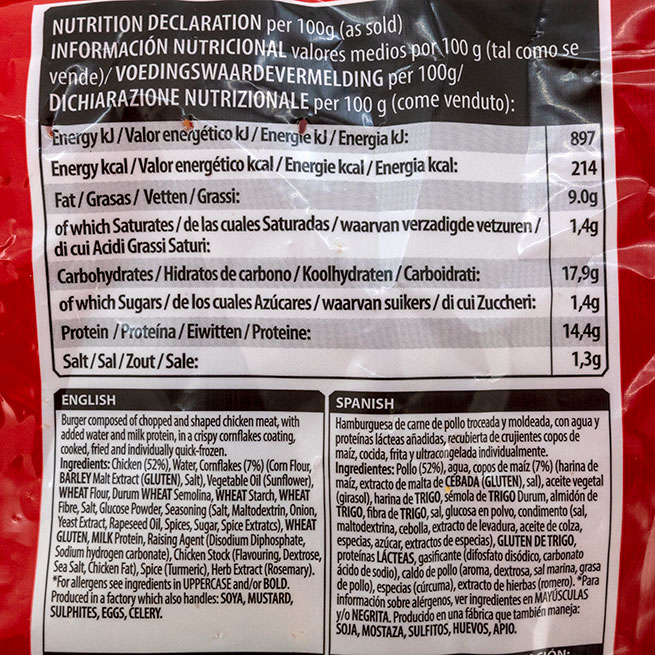 NUTRITION DECLARATION per 100g (as sold)
INFORMACIÓN NUTRICIONAL valores medios por 100 g (tal como se
vende)/ VOEDINGSWAARDEVERMELDING per 100g/
DICHIARAZIONE NUTRIZIONALE per 100 g (come venduto):
Energy kJ / Valor energético kJ / Energie kJ / Energia kJ: 897
Energy kcal / Valor energético kcal / Energie kcal / Energia kcal: 214
Fat / Grasas / Vetten / Grassi: 9.0g
of which Saturates / de las cuales Saturadas / waarvan verzadigde vetzuren / 1,4g
di cui Acidi Grassi Saturi:
Carbohydrates / Hidratos de carbono / Koolhydraten / Carboidrati: 17,9g
of which Sugars / de los cuales Azúcares / waarvan suikers / di cui Zuccheri: 1,4g
Protein / Proteína / Eiwitten / Proteine: 14,4g
Salt / Sal / Zout / Sale: 1,3g
ENGLISH
Burger composed of chopped and shaped chicken meat, with
added water and milk protein, in a crispy cornflakes coating,
cooked, fried and individually quick-frozen.
Ingredients: Chicken (52%), Water, Cornflakes (7%) (Corn Flour,
BARLEY Malt Extract (GLUTEN), Salt), Vegetable Oil (Sunflower),
WHEAT Flour, Durum WHEAT Semolina, WHEAT Starch, WHEAT
Fibre, Salt, Glucose Powder, Seasoning (Salt, Maltodextrin, Onion,
Yeast Extract, Rapeseed Oil, Spices, Sugar, Spice Extratcs), WHEAT
GLUTEN, MILK Protein, Raising Agent (Disodium Diphosphate,
Sodium hydrogen carbonate), Chicken Stock (Flavouring, Dextrose,
Sea Salt, Chicken Fat), Spice (Turmeric), Herb Extract (Rosemary).
*For allergens see ingredients in UPPERCASE and/or BOLD.
Produced in a factory which also handles: SOYA, MUSTARD,
SULPHITES, EGGS, CELERY.
SPANISH
Hamburguesa de carne de pollo troceada y moldeada, con agua y
proteínas lácteas añadidas, recubierta de crujientes copos de
maíz, cocida, frita y ultracongelada individualmente.
Ingredientes: Pollo (52%), agua, copos de maíz (7%) (harina de
maíz, extracto de malta de CEBADA (GLUTEN), sal), aceite vegetal
(girasol), harina de TRIGO, sémola de TRIGO Durum, almidón de
TRIGO, fibra de TRIGO, sal, glucosa en polvo, condimento (sal,
maltodextrina, cebolla, extracto de levadura, aceite de colza,
especias, azúcar, extractos de especias), GLUTEN DE TRIGO,
proteínas LÁCTEAS, gasificante (difosfato disódico, carbonato
ácido de sodio), caldo de pollo (aroma, dextrosa, sal marina, grasa
de pollo), especias (cúrcuma), extracto de hierbas (romero). *Para
información sobre alérgenos, ver ingredientes en MAYÚSCULAS
y/o NEGRITA. Producido en una fábrica que también maneja:
SOJA, MOSTAZA, SULFITOS, HUEVOS, APIO.